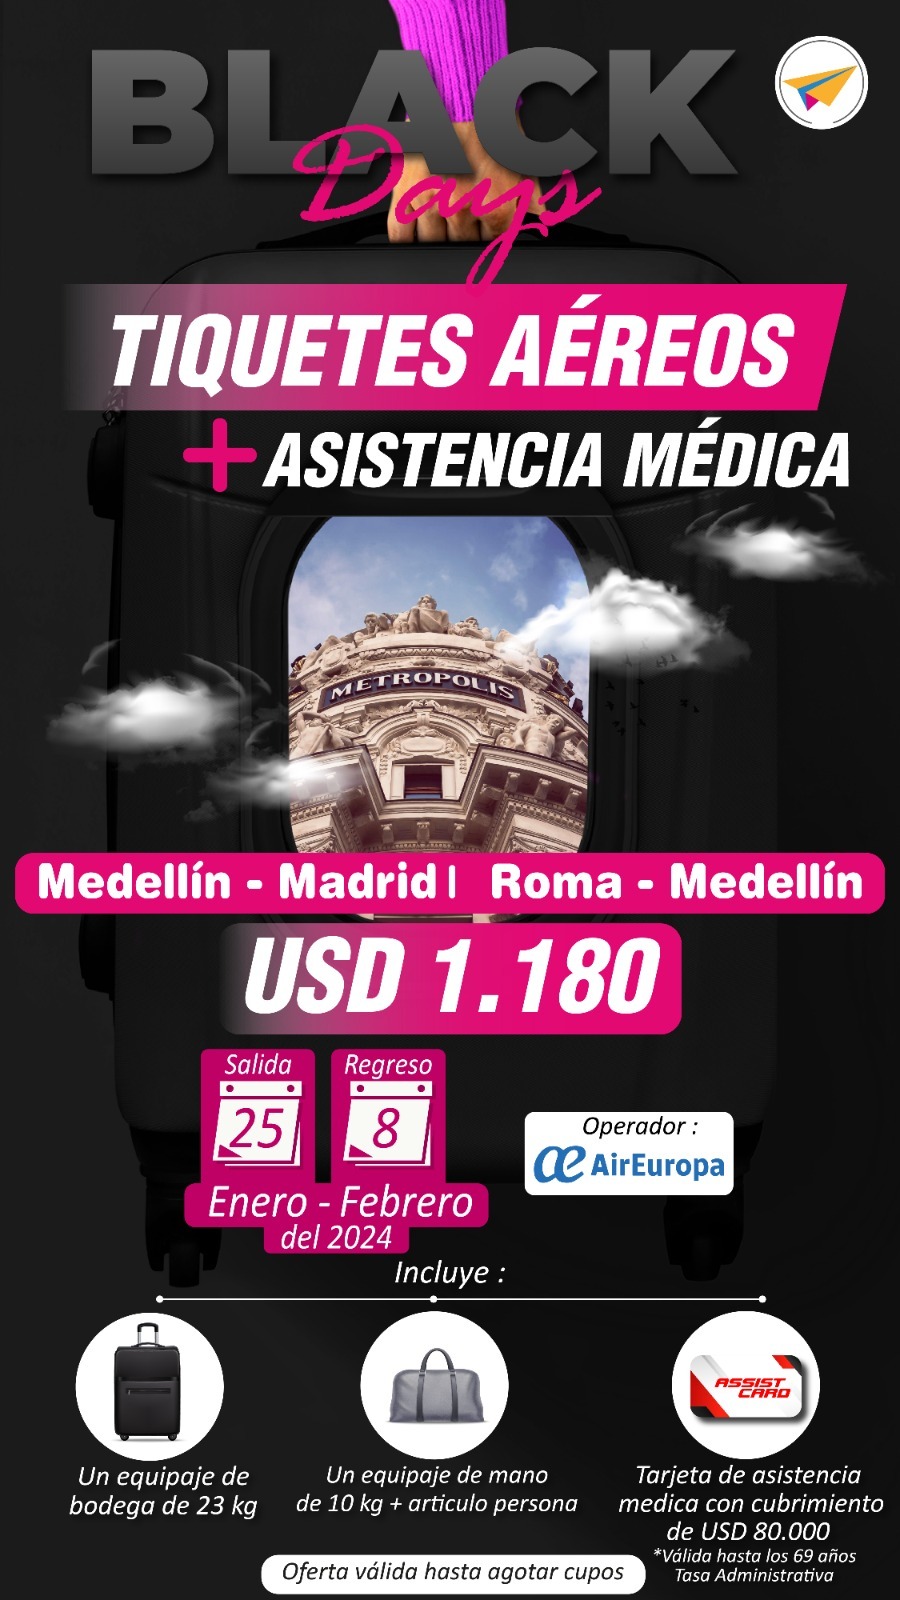 BLACK
Days
TIQUETES AÉREOS
+ ASISTENCIA MÉDICA
METROPOLIS
Medellín - Madrid| Roma - Medellín
USD 1.180
Salida Regreso
25 8
Enero - Febrero
del 2024
Operador :
AirEuropa
Incluye :
ASSIST
CARD
Un equipaje de
bodega de 23 kg
Un equipaje de mano
de 10 kg + articulo persona
Tarjeta de asistencia
medica con cubrimiento
de USD 80.000
*Válida hasta los 69 años
Tasa Administrativa
Oferta válida hasta agotar cupos